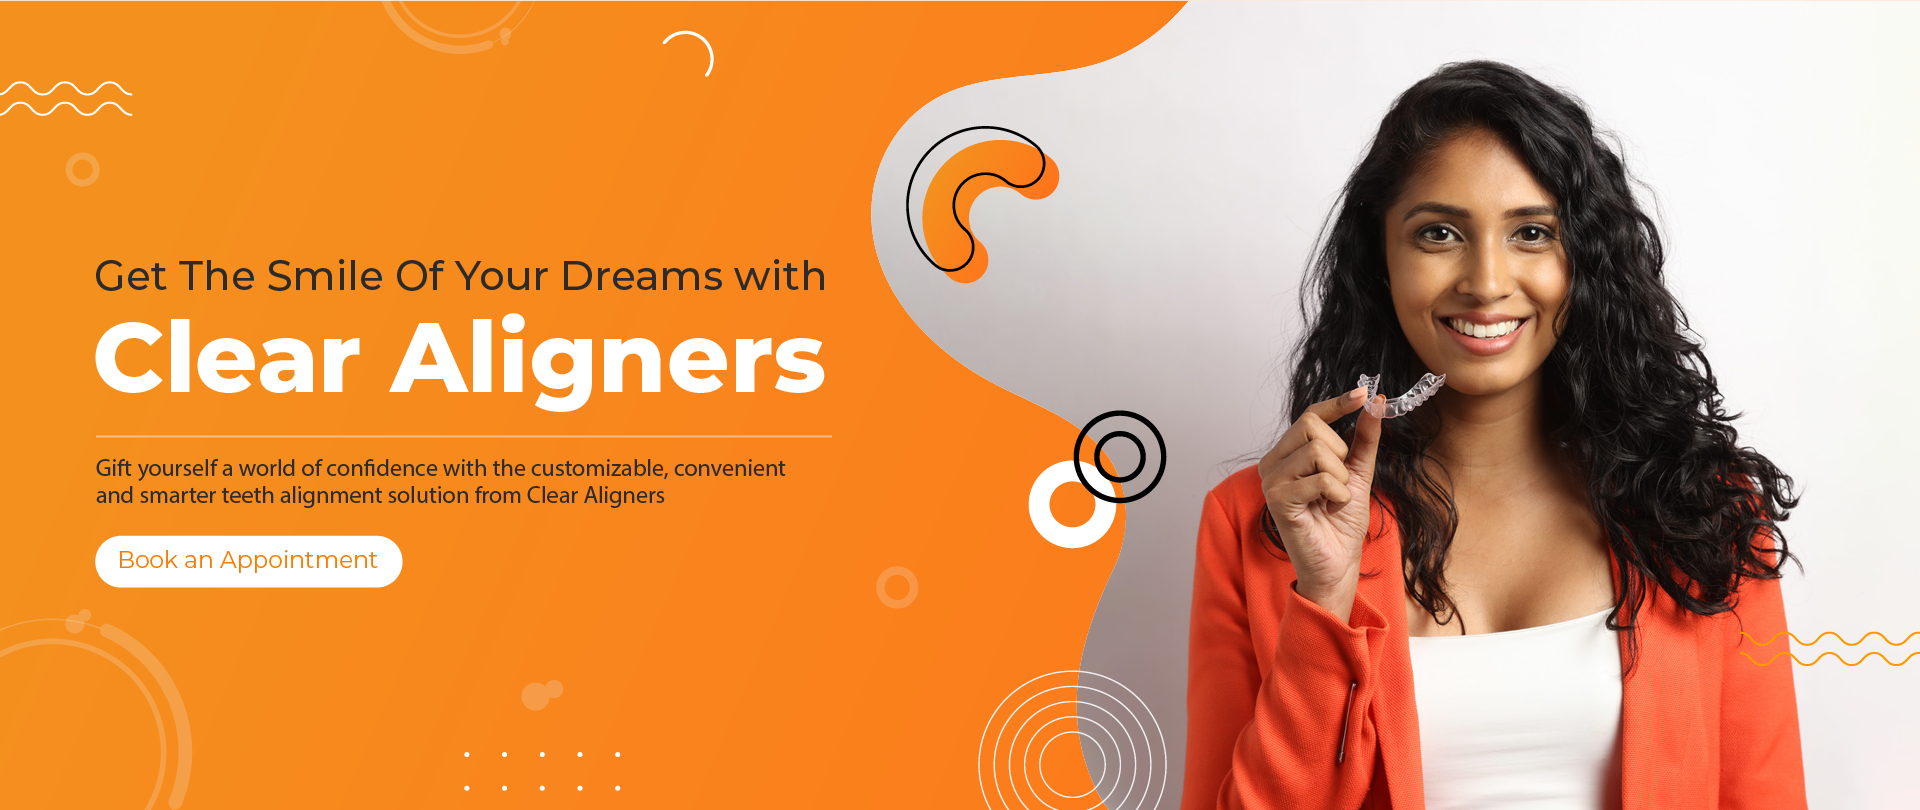 Get The Smile Of Your Dreams with
Clear Aligners
Gift yourself a world of confidence with the customizable, convenient
and smarter teeth alignment solution from Clear Aligners
Book an Appointment